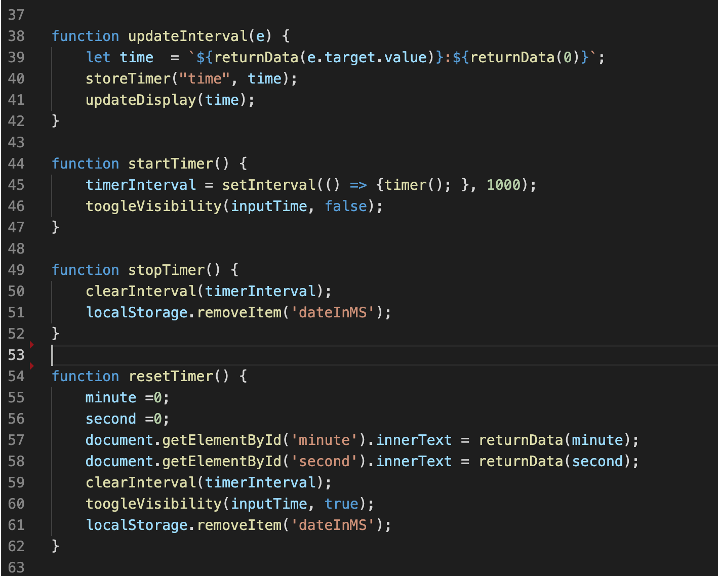 37
38 function updateInterval(e) {
39     let time  = `${returnData(e.target.value)}:${returnData(0)}`;
40     storeTimer("time", time);
41     updateDisplay(time);
42 }
43
44 function startTimer() {
45     timerInterval = setInterval(() => {timer(); }, 1000);
46     toogleVisibility(inputTime, false);
47 }
48
49 function stopTimer() {
50     clearInterval(timerInterval);
51     localStorage.removeItem('dateInMS');
52 }
53
54 function resetTimer() {
55     minute =0;
56     second =0;
57     document.getElementById('minute').innerText = returnData(minute);
58     document.getElementById('second').innerText = returnData(second);
59     clearInterval(timerInterval);
60     toogleVisibility(inputTime, true);
61     localStorage.removeItem('dateInMS');
62 }
63